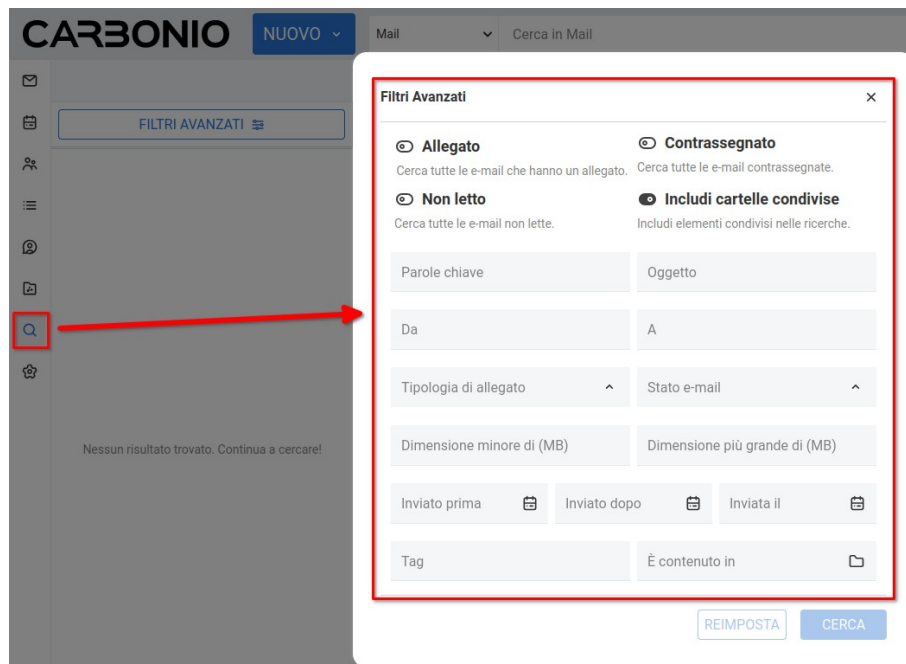 CARBONIO
NUOVO
Mail
Cerca in Mail
FILTRI AVANZATI
Nessun risultato trovato. Continua a cercare!
Filtri Avanzati
Allegato
Cerca tutte le e-mail che hanno un allegato.
Contrassegnato
Cerca tutte le e-mail contrassegnate.
Non letto
Cerca tutte le e-mail non lette.
Includi cartelle condivise
Includi elementi condivisi nelle ricerche.
Parole chiave
Oggetto
Da
A
Tipologia di allegato
Stato e-mail
Dimensione minore di (MB)
Dimensione più grande di (MB)
Inviato prima
Inviato dopo
Inviata il
Tag
È contenuto in
REIMPOSTA
CERCA